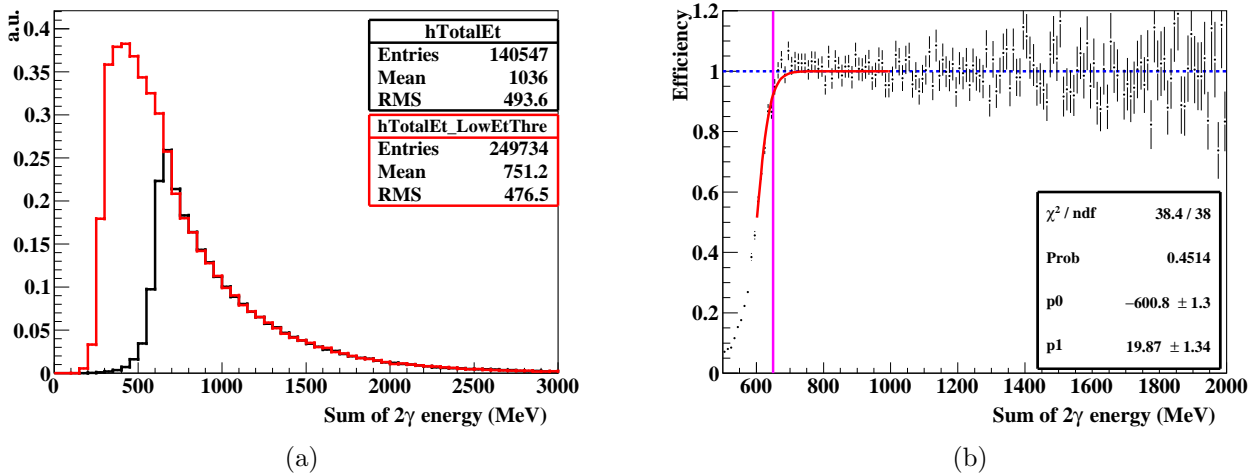 a.u.
0.4
0.35
0.3
0.25
0.2
0.15
0.1
0.05
0
0 500 1000 1500 2000 2500 3000
Sum of 2γ energy (MeV)
hTotalEt
Entries 140547
Mean 1036
RMS 493.6
hTotalEt_LowEtThre
Entries 249734
Mean 751.2
RMS 476.5
(a)
Efficiency
1.2
1
0.8
0.6
0.4
0.2
0
600 800 1000 1200 1400 1600 1800 2000
Sum of 2γ energy (MeV)
χ² / ndf 38.4 / 38
Prob 0.4514
p0 −600.8 ± 1.3
p1 19.87 ± 1.34
(b)